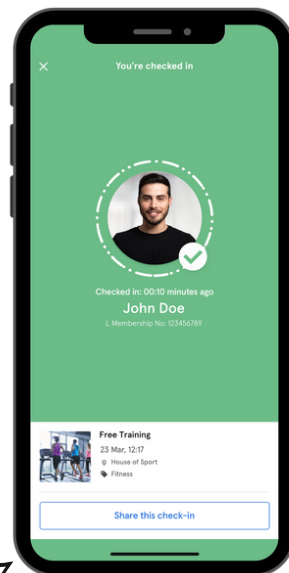 You're checked in
Checked in: 00:10 minutes ago
John Doe
L Membership No: 123456789
Free Training
23 Mar, 12:17
House of Sport
Fitness
Share this check-in